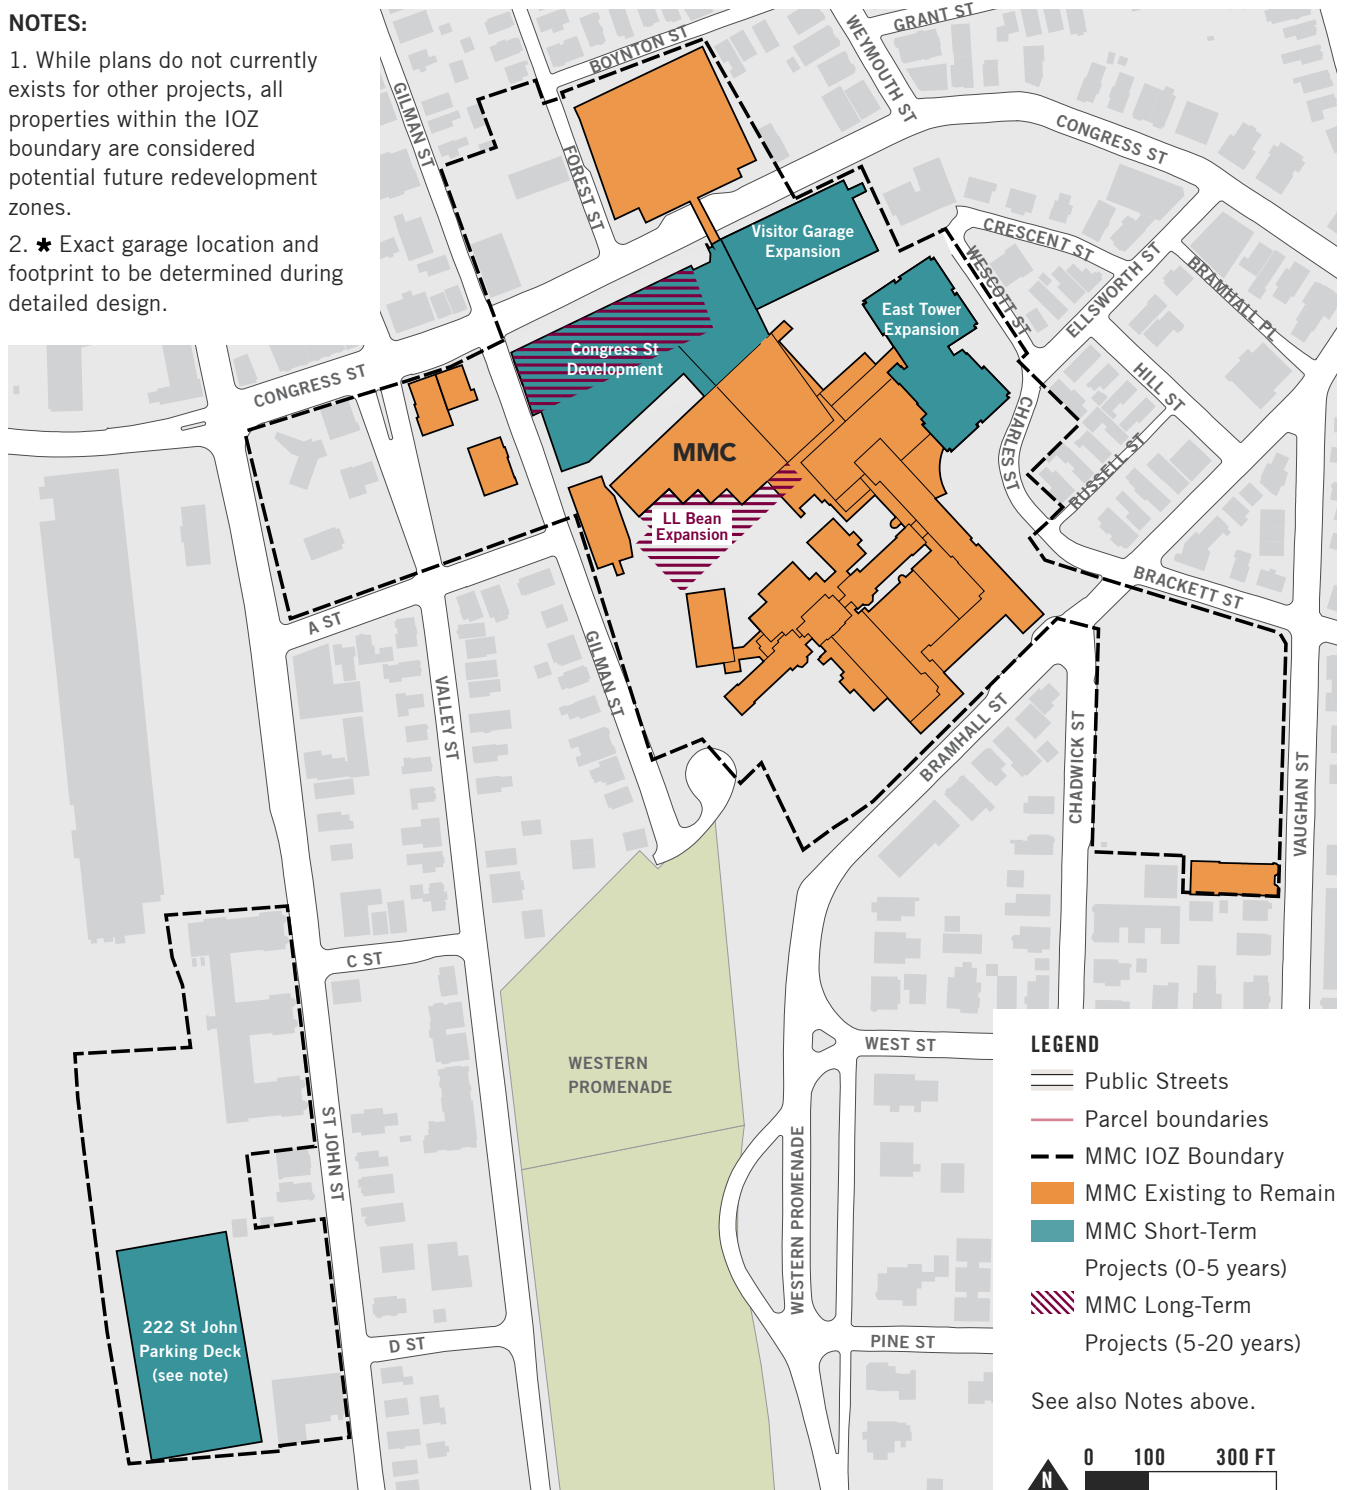 NOTES:
1. While plans do not currently
exists for other projects, all
properties within the IOZ
boundary are considered
potential future redevelopment
zones.
2. * Exact garage location and
footprint to be determined during
detailed design.
GRANT ST
BOYNTON ST
WEYMOUTH ST
GILMAN ST
CONGRESS ST
FOREST ST
Visitor Garage
Expansion
CRESCENT ST
WESCOTT ST
ELLSWORTH ST
BRAMHALL PL
East Tower
Expansion
Congress St
Development
CONGRESS ST
HILL ST
CHARLES ST
RUSSELL ST
MMC
LL Bean
Expansion
BRACKETT ST
A ST
GILMAN ST
VALLEY ST
BRAMHALL ST
CHADWICK ST
VAUGHAN ST
C ST
WEST ST
WESTERN
PROMENADE
ST JOHN ST
WESTERN PROMENADE
222 St John
Parking Deck
(see note)
D ST
PINE ST
LEGEND
Public Streets
Parcel boundaries
MMC IOZ Boundary
MMC Existing to Remain
MMC Short-Term
Projects (0-5 years)
MMC Long-Term
Projects (5-20 years)
See also Notes above.
0 100 300 FT
N